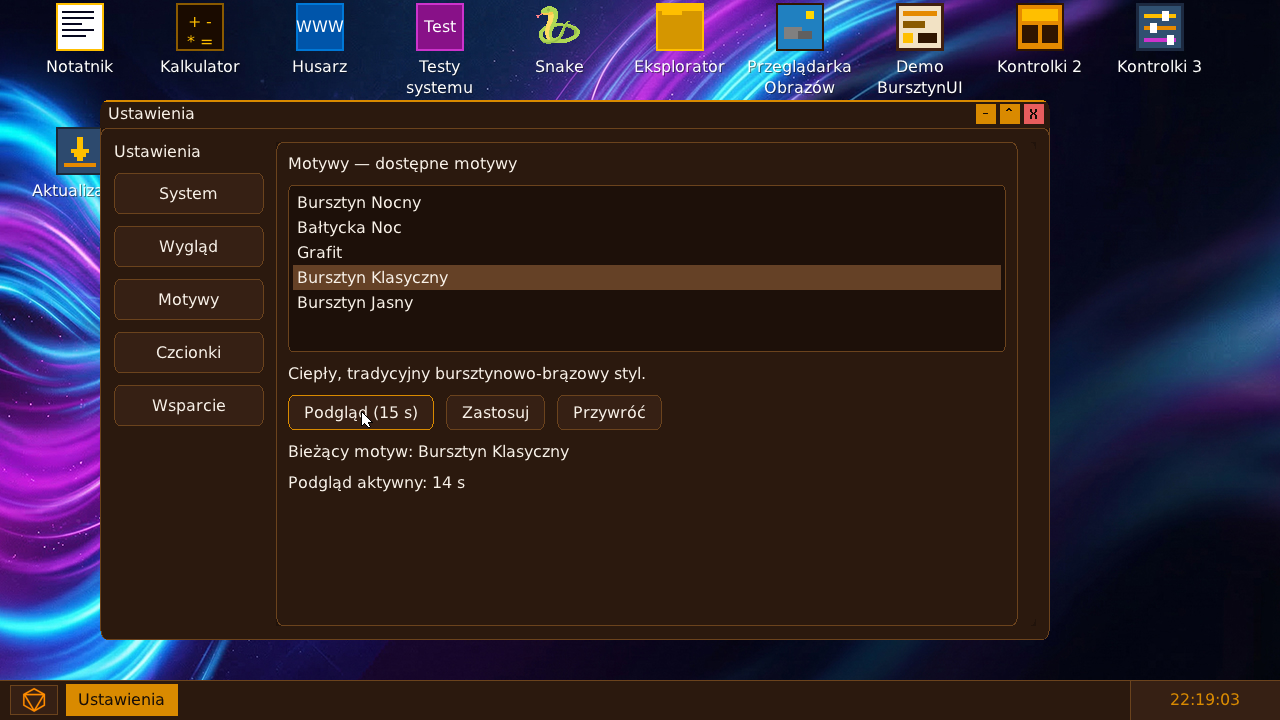 + -
* =
WWW
Test
Notatnik
Kalkulator
Husarz
Testy
systemu
Snake
Eksplorator
Przeglądarka
Obrazów
Demo
BursztynUI
Kontrolki 2
Kontrolki 3
Ustawienia
- ^ X
Aktualiza
Ustawienia
System
Wygląd
Motywy
Czcionki
Wsparcie
Motywy — dostępne motywy
Bursztyn Nocny
Bałtycka Noc
Grafit
Bursztyn Klasyczny
Bursztyn Jasny
Ciepły, tradycyjny bursztynowo-brązowy styl.
Podgląd (15 s)
Zastosuj
Przywróć
Bieżący motyw: Bursztyn Klasyczny
Podgląd aktywny: 14 s
Ustawienia
22:19:03